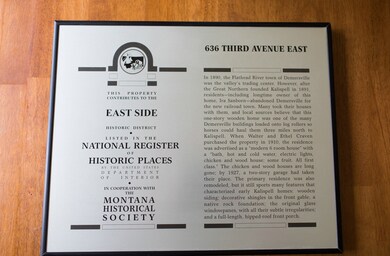 THIS PROPERTY
CONTRIBUTES TO THE
EAST SIDE
HISTORIC DISTRICT
LISTED IN THE
NATIONAL REGISTER
OF
HISTORIC PLACES
BY THE UNITED STATES
DEPARTMENT
OF INTERIOR
IN COOPERATION WITH
THE
MONTANA
HISTORICAL
SOCIETY
636 THIRD AVENUE EAST
In 1890, the Flathead River town of Demersville
was the valley's trading center. However, after
the Great Northern founded Kalispell in 1891,
residents—including longtime owner of this
home, Ira —abandoned Demersville for
the new railroad town. Many took their homes
with them, and local sources believe that this
one-story wooden home was one of the many
Demersville buildings loaded onto log rollers so
horses could haul them three miles north to
Kalispell. When Walter and Ethel Craven
purchased the property in 1910, the residence
was advertised as a "modern 6 room house" with
a "bath, hot and cold water, electric lights,
chicken and wood house; some fruit. All first
class." The chicken and wood houses are long
gone; by 1927, a two-story garage had taken
their place. The primary residence was also
remodeled, but it still sports many features that
characterized early Kalispell homes: wooden
siding, decorative shingles in the front gable, a
native rock foundation, the original glass
windowpanes, with all their subtle irregularities;
and a full-length, hipped-roof front porch.